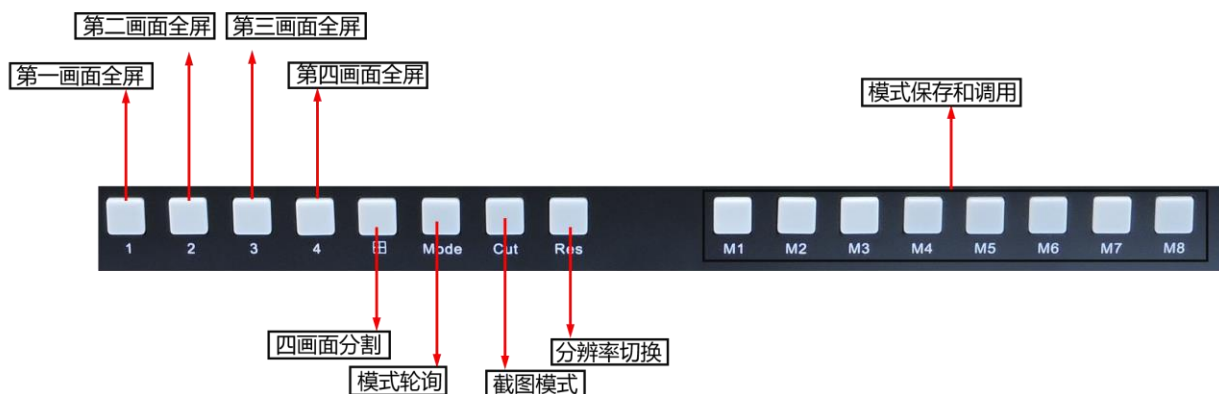 第二画面全屏
第三画面全屏
第一画面全屏
第四画面全屏
模式保存和调用
1
2
3
4
田
Mode
Cut
Res
M1
M2
M3
M4
M5
M6
M7
M8
四画面分割
分辨率切换
模式轮询
截图模式